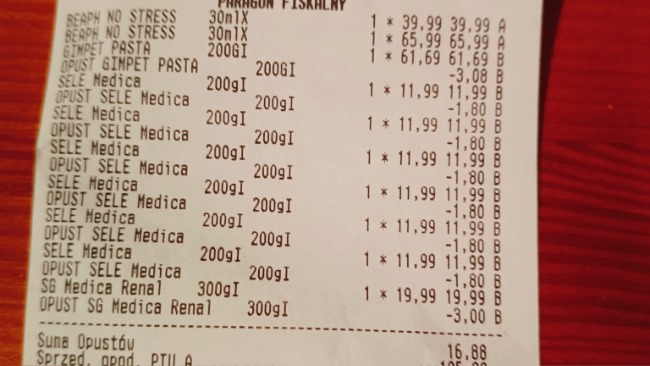 PARAGON FISKALNY
BEAPH NO STRESS 30mlX 1 * 39,99 39,99 A
BEAPH NO STRESS 30mlX 1 * 65,99 65,99 A
GIMPET PASTA 200GI 1 * 61,69 61,69 B
OPUST GIMPET PASTA 200GI -3,08 B
SELE Medica 200gI 1 * 11,99 11,99 B
OPUST SELE Medica 200gI -1,80 B
SELE Medica 200gI 1 * 11,99 11,99 B
OPUST SELE Medica 200gI -1,80 B
SELE Medica 200gI 1 * 11,99 11,99 B
OPUST SELE Medica 200gI -1,80 B
SELE Medica 200gI 1 * 11,99 11,99 B
OPUST SELE Medica 200gI -1,80 B
SELE Medica 200gI 1 * 11,99 11,99 B
OPUST SELE Medica 200gI -1,80 B
SELE Medica 200gI 1 * 11,99 11,99 B
OPUST SELE Medica 200gI -1,80 B
SG Medica Renal 300gI 1 * 19,99 19,99 B
OPUST SG Medica Renal 300gI -3,00 B
Suma Opustów 16,88
Sprzed. opod. PTU A